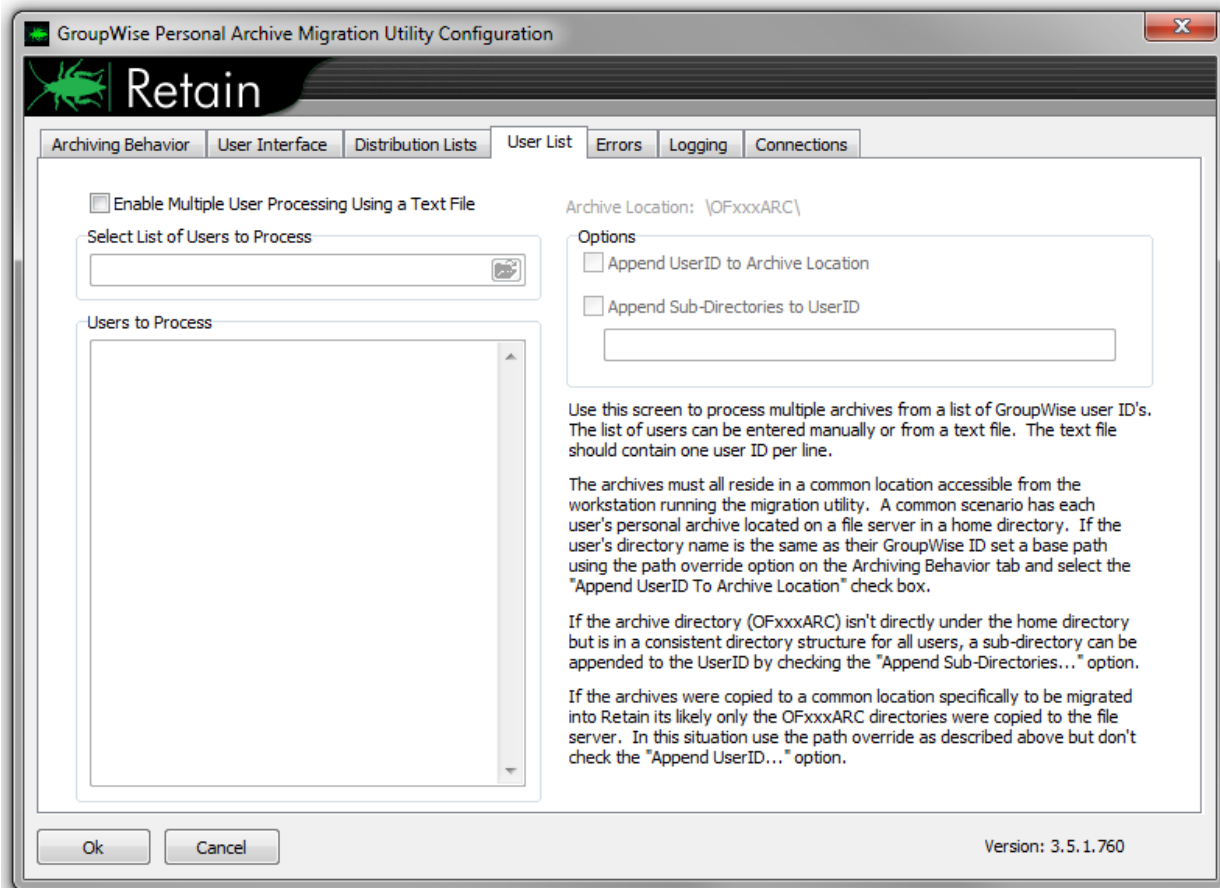 GroupWise Personal Archive Migration Utility Configuration
Retain
Archiving Behavior User Interface Distribution Lists User List Errors Logging Connections
Enable Multiple User Processing Using a Text File
Select List of Users to Process
Users to Process
Archive Location: \OFxxxARC\
Options
Append UserID to Archive Location
Append Sub-Directories to UserID
Use this screen to process multiple archives from a list of GroupWise user ID's.
The list of users can be entered manually or from a text file. The text file
should contain one user ID per line.
The archives must all reside in a common location accessible from the
workstation running the migration utility. A common scenario has each
user's personal archive located on a file server in a home directory. If the
user's directory name is the same as their GroupWise ID set a base path
using the path override option on the Archiving Behavior tab and select the
"Append UserID To Archive Location" check box.
If the archive directory (OFxxxARC) isn't directly under the home directory
but is in a consistent directory structure for all users, a sub-directory can be
appended to the UserID by checking the "Append Sub-Directories..." option.
If the archives were copied to a common location specifically to be migrated
into Retain its likely only the OFxxxARC directories were copied to the file
server. In this situation use the path override as described above but don't
check the "Append UserID..." option.
Ok Cancel
Version: 3.5.1.760